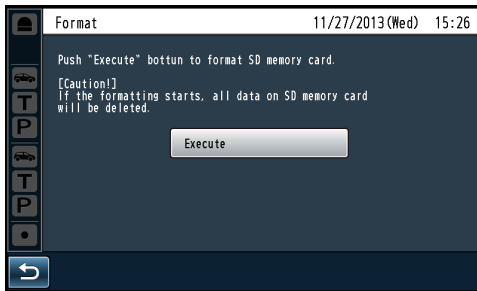 Format 11/27/2013(Wed) 15:26
Push "Execute" bottun to format SD memory card.
[Caution!]
If the formatting starts, all data on SD memory card
will be deleted.
T
P
Execute
T
P